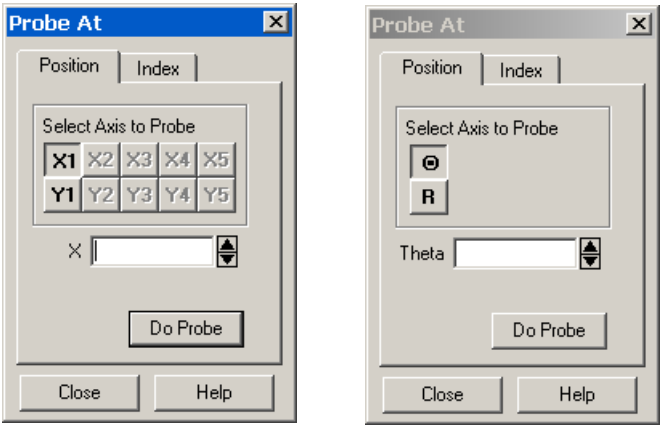 Probe At
Position Index
Select Axis to Probe
X1 X2 X3 X4 X5
Y1 Y2 Y3 Y4 Y5
X
Do Probe
Close Help
Probe At
Position Index
Select Axis to Probe
Θ
R
Theta
Do Probe
Close Help